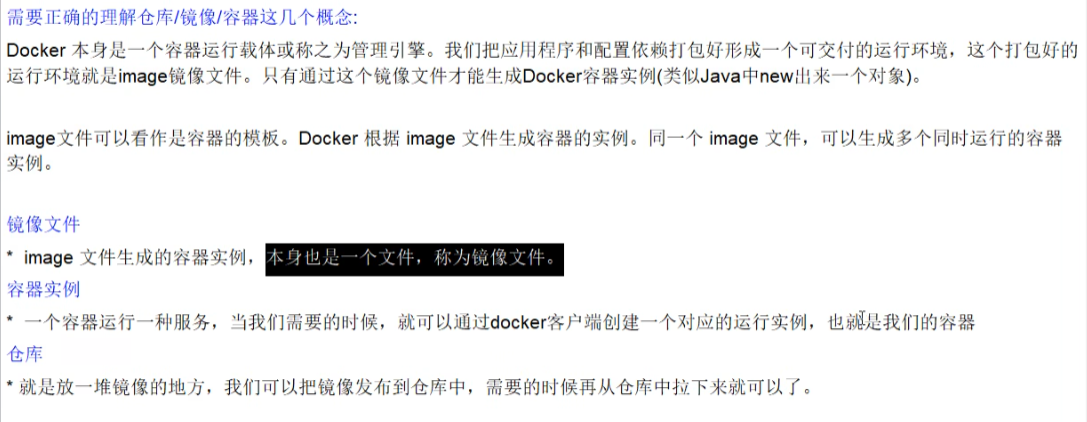 需要正确的理解仓库/镜像/容器这几个概念:
Docker 本身是一个容器运行载体或称之为管理引擎。我们把应用程序和配置依赖打包好形成一个可交付的运行环境，这个打包好的
运行环境就是image镜像文件。只有通过这个镜像文件才能生成Docker容器实例(类似Java中new出来一个对象)。
image文件可以看作是容器的模板。Docker 根据 image 文件生成容器的实例。同一个 image 文件，可以生成多个同时运行的容器
实例。
镜像文件
* image 文件生成的容器实例，本身也是一个文件，称为镜像文件。
容器实例
* 一个容器运行一种服务，当我们需要的时候，就可以通过docker客户端创建一个对应的运行实例，也就是我们的容器
仓库
* 就是放一堆镜像的地方，我们可以把镜像发布到仓库中，需要的时候再从仓库中拉下来就可以了。